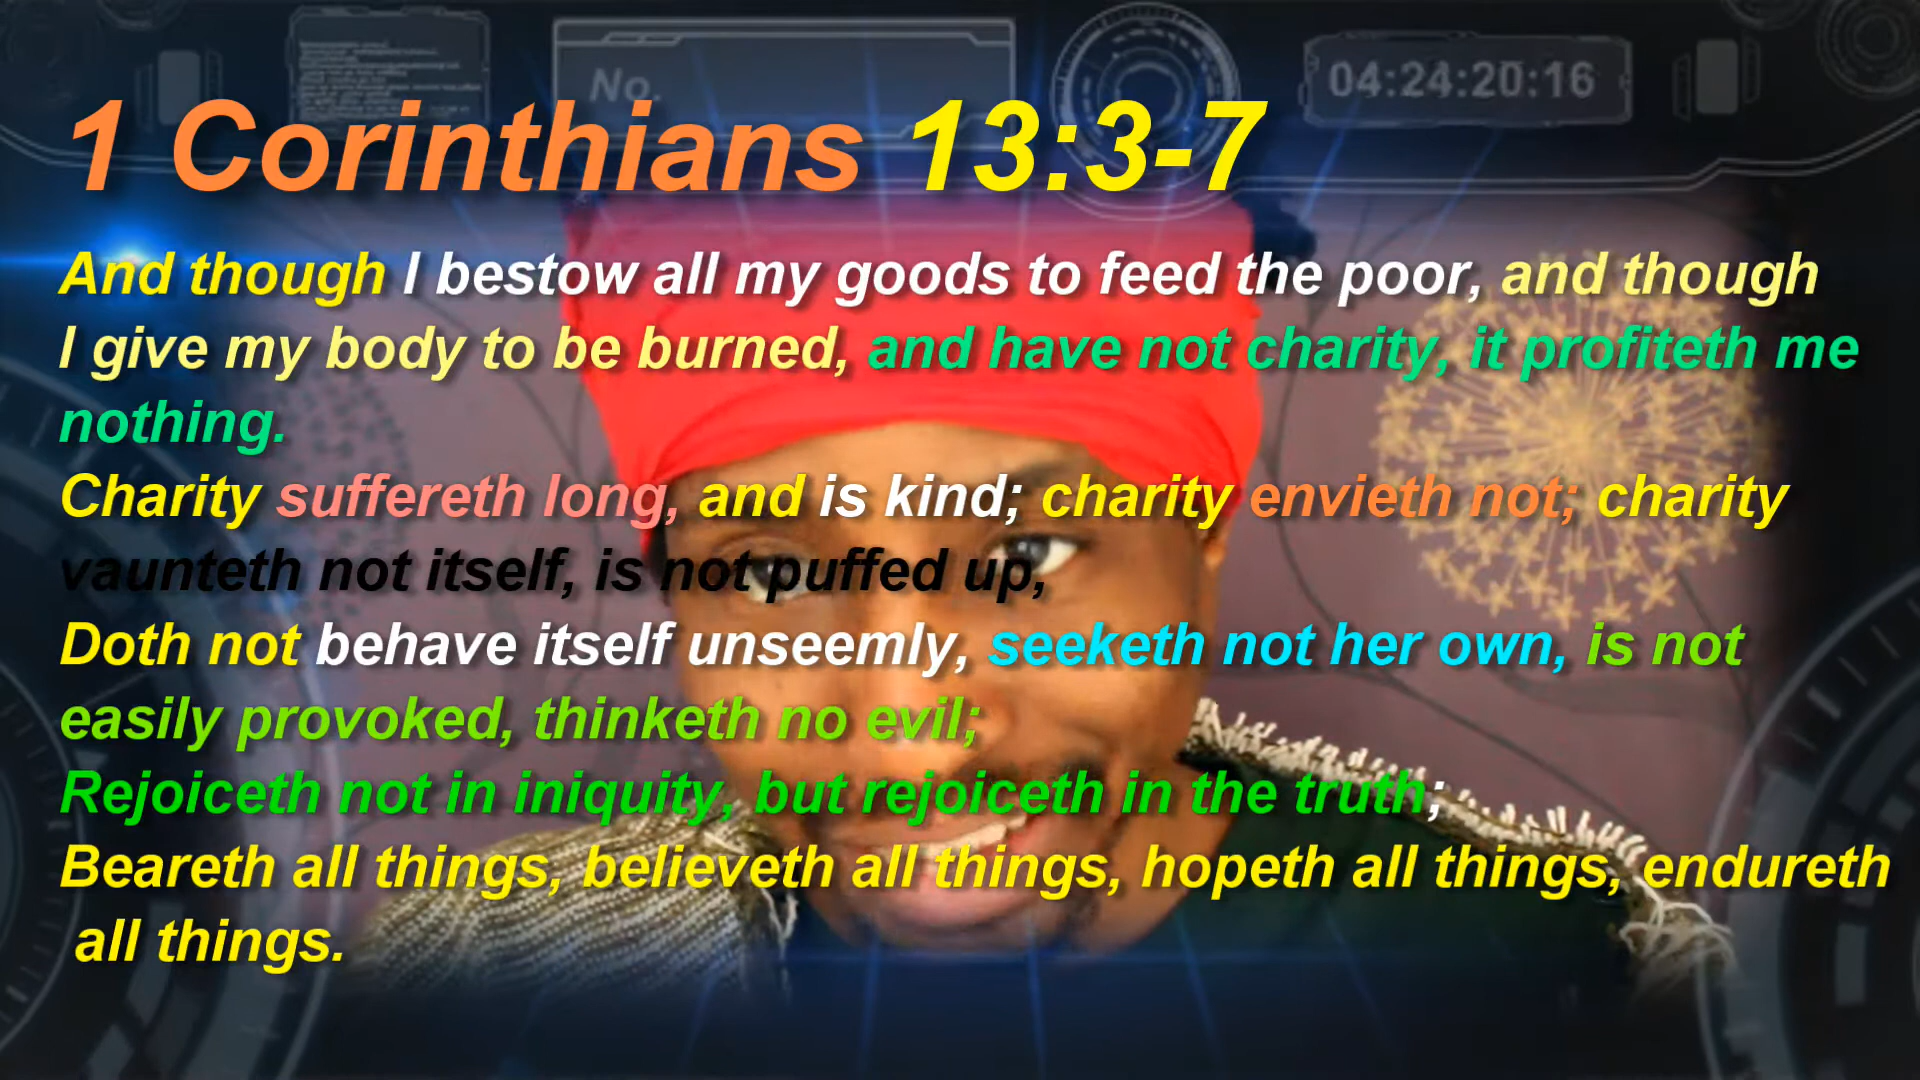 No.
04:24:20:16
1 Corinthians 13:3-7
And though I bestow all my goods to feed the poor, and though
I give my body to be burned, and have not charity, it profiteth me
nothing.
Charity suffereth long, and is kind; charity envieth not; charity
vaunteth not itself, is not puffed up,
Doth not behave itself unseemly, seeketh not her own, is not
easily provoked, thinketh no evil;
Rejoiceth not in iniquity, but rejoiceth in the truth;
Beareth all things, believeth all things, hopeth all things, endureth
all things.